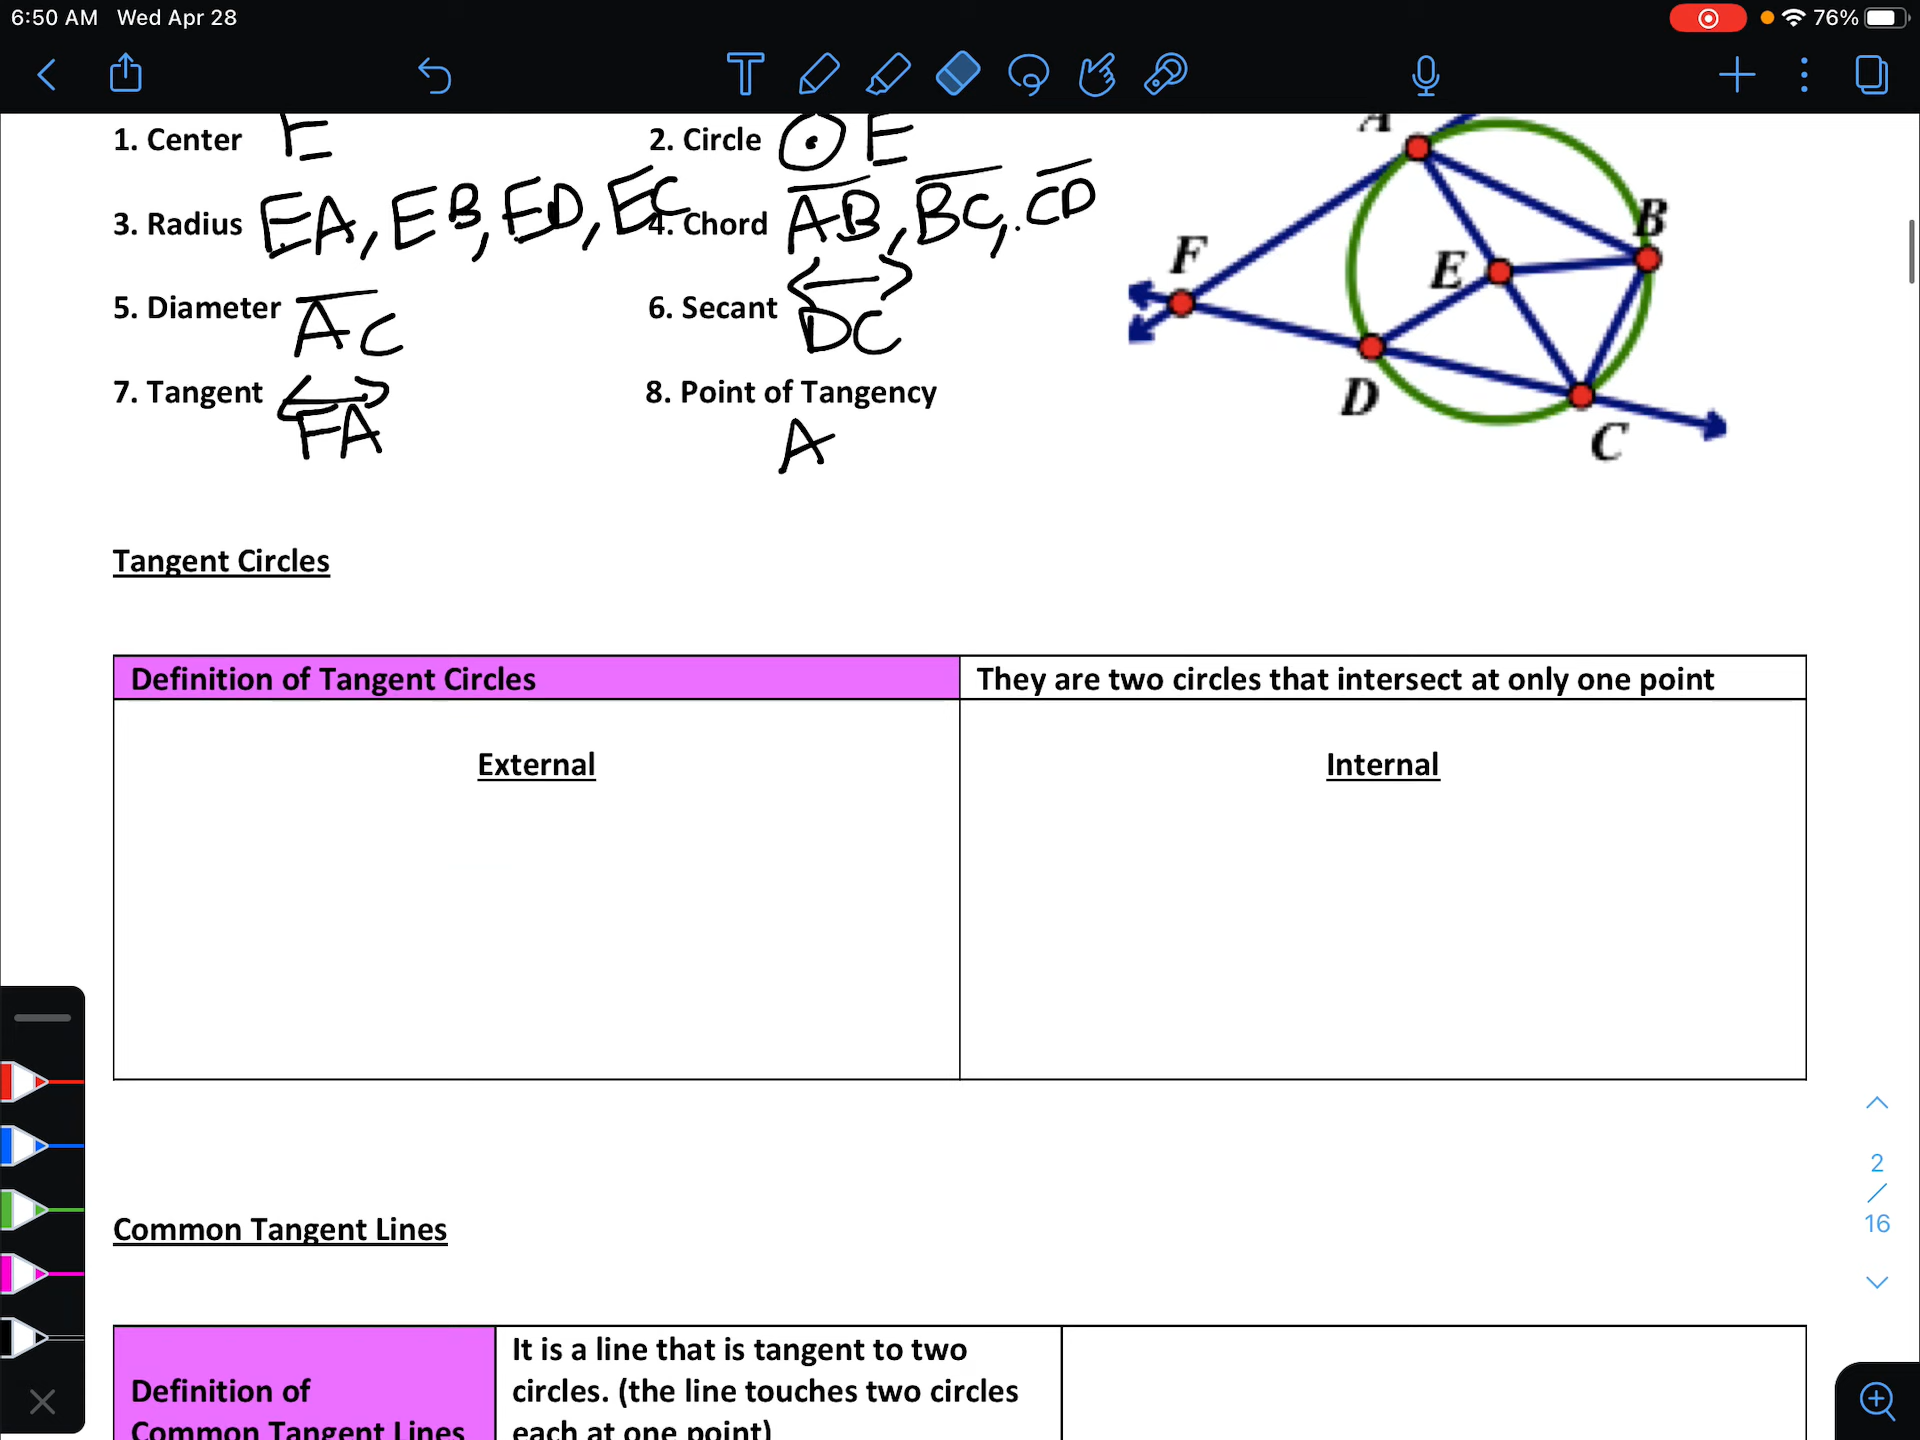 6:50 AM Wed Apr 28
76%
T
1. Center E
2. Circle ⊙ E
3. Radius EA, EB, ED, EC
4. Chord AB, BC, CD
5. Diameter AC
6. Secant DC
7. Tangent FA
8. Point of Tangency
A
A
B
F
E
D
C
Tangent Circles
Definition of Tangent Circles
They are two circles that intersect at only one point
External
Internal
Common Tangent Lines
Definition of
Common Tangent Lines
It is a line that is tangent to two
circles. (the line touches two circles
each at one point)
2
/
16